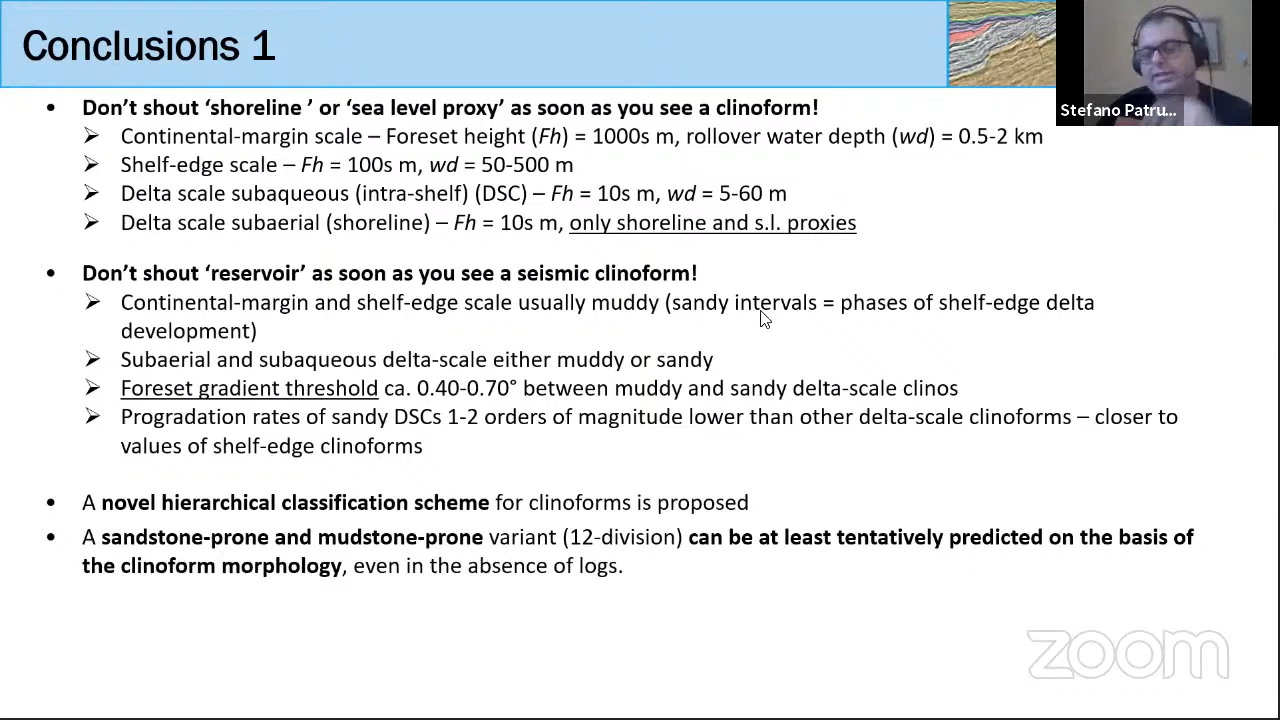 Conclusions 1
Stefano Patru...
• Don't shout 'shoreline ' or 'sea level proxy' as soon as you see a clinoform!
➢ Continental-margin scale – Foreset height (Fh) = 1000s m, rollover water depth (wd) = 0.5-2 km
➢ Shelf-edge scale – Fh = 100s m, wd = 50-500 m
➢ Delta scale subaqueous (intra-shelf) (DSC) – Fh = 10s m, wd = 5-60 m
➢ Delta scale subaerial (shoreline) – Fh = 10s m, only shoreline and s.l. proxies
• Don't shout 'reservoir' as soon as you see a seismic clinoform!
➢ Continental-margin and shelf-edge scale usually muddy (sandy intervals = phases of shelf-edge delta
development)
➢ Subaerial and subaqueous delta-scale either muddy or sandy
➢ Foreset gradient threshold ca. 0.40-0.70° between muddy and sandy delta-scale clinos
➢ Progradation rates of sandy DSCs 1-2 orders of magnitude lower than other delta-scale clinoforms – closer to
values of shelf-edge clinoforms
• A novel hierarchical classification scheme for clinoforms is proposed
• A sandstone-prone and mudstone-prone variant (12-division) can be at least tentatively predicted on the basis of
the clinoform morphology, even in the absence of logs.
zoom